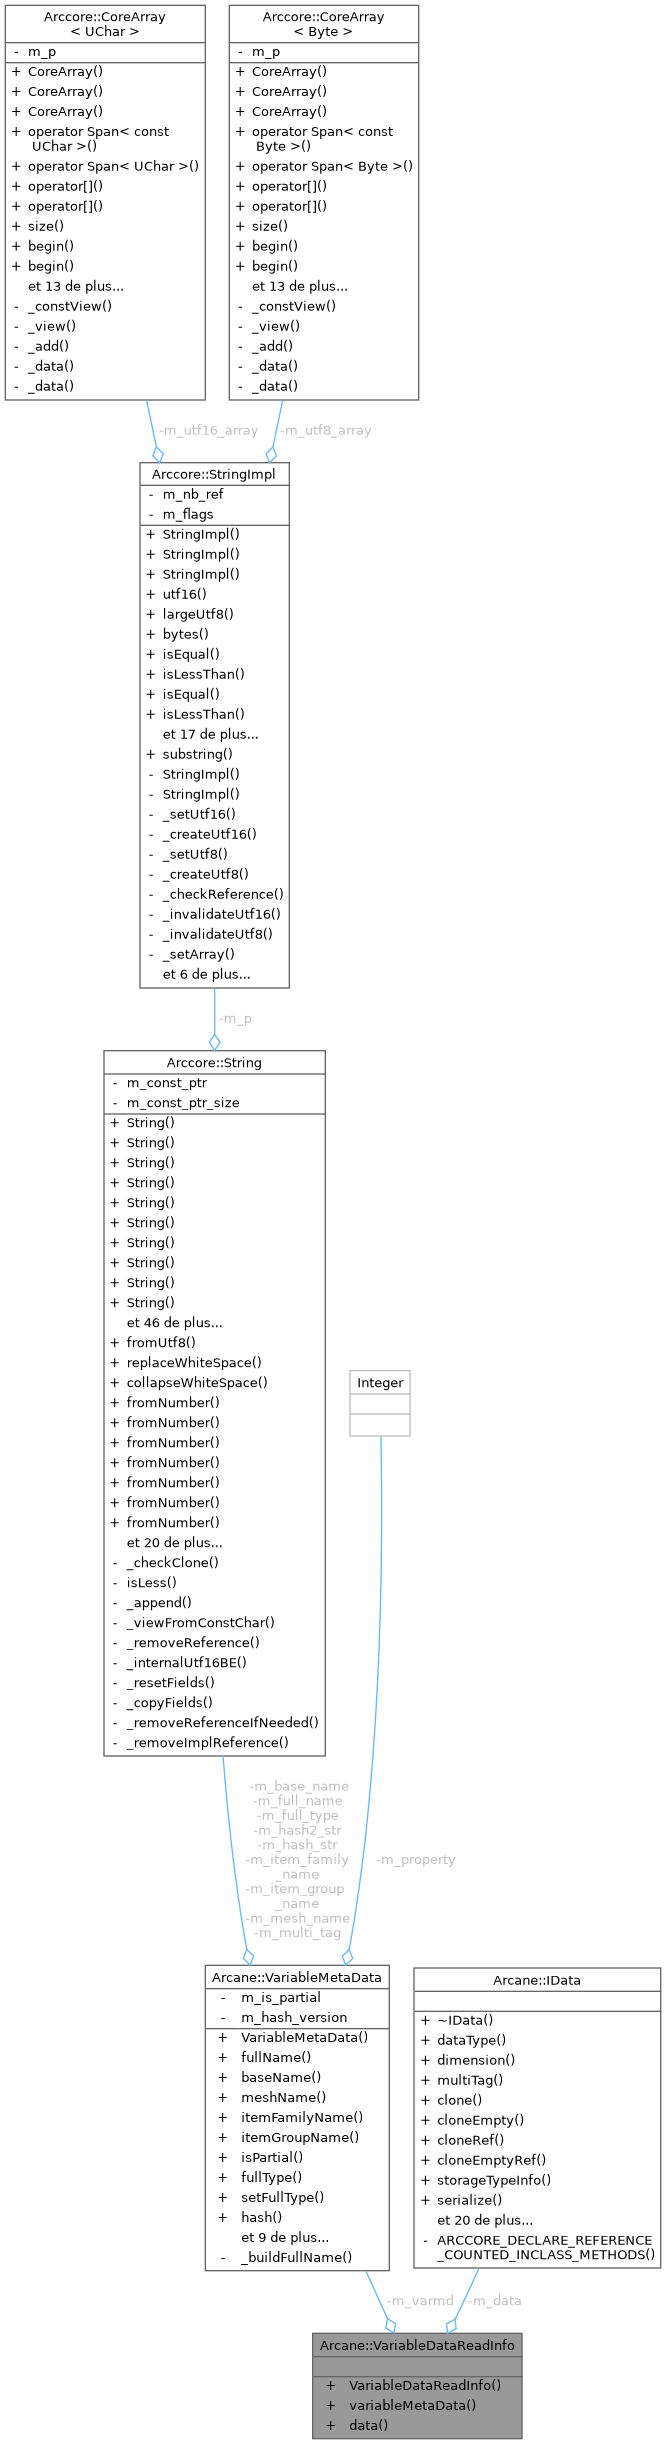 Arccore::CoreArray
< UChar >
- m_p
+ CoreArray()
+ CoreArray()
+ CoreArray()
+ operator Span< const
UChar >()
+ operator Span< UChar >()
+ operator[]()
+ operator[]()
+ size()
+ begin()
+ begin()
et 13 de plus...
- _constView()
- _view()
- _add()
- _data()
- _data()
Arccore::CoreArray
< Byte >
- m_p
+ CoreArray()
+ CoreArray()
+ CoreArray()
+ operator Span< const
Byte >()
+ operator Span< Byte >()
+ operator[]()
+ operator[]()
+ size()
+ begin()
+ begin()
et 13 de plus...
- _constView()
- _view()
- _add()
- _data()
- _data()
-m_utf16_array
-m_utf8_array
Arccore::StringImpl
- m_nb_ref
- m_flags
+ StringImpl()
+ StringImpl()
+ StringImpl()
+ utf16()
+ largeUtf8()
+ bytes()
+ isEqual()
+ isLessThan()
+ isEqual()
+ isLessThan()
et 17 de plus...
+ substring()
- StringImpl()
- StringImpl()
- _setUtf16()
- _createUtf16()
- _setUtf8()
- _createUtf8()
- _checkReference()
- _invalidateUtf16()
- _invalidateUtf8()
- _setArray()
et 6 de plus...
-m_p
Arccore::String
- m_const_ptr
- m_const_ptr_size
+ String()
+ String()
+ String()
+ String()
+ String()
+ String()
+ String()
+ String()
+ String()
+ String()
et 46 de plus...
+ fromUtf8()
+ replaceWhiteSpace()
+ collapseWhiteSpace()
+ fromNumber()
+ fromNumber()
+ fromNumber()
+ fromNumber()
+ fromNumber()
+ fromNumber()
+ fromNumber()
et 20 de plus...
- _checkClone()
- isLess()
- _append()
- _viewFromConstChar()
- _removeReference()
- _internalUtf16BE()
- _resetFields()
- _copyFields()
- _removeReferenceIfNeeded()
- _removeImplReference()
Integer
-m_base_name
-m_full_name
-m_full_type
-m_hash2_str
-m_hash_str
-m_item_family
_name
-m_item_group
_name
-m_mesh_name
-m_multi_tag
-m_property
Arcane::VariableMetaData
- m_is_partial
- m_hash_version
+ VariableMetaData()
+ fullName()
+ baseName()
+ meshName()
+ itemFamilyName()
+ itemGroupName()
+ isPartial()
+ fullType()
+ setFullType()
+ hash()
et 9 de plus...
- _buildFullName()
Arcane::IData
+ ~IData()
+ dataType()
+ dimension()
+ multiTag()
+ clone()
+ cloneEmpty()
+ cloneRef()
+ cloneEmptyRef()
+ storageTypeInfo()
+ serialize()
et 20 de plus...
- ARCCORE_DECLARE_REFERENCE
_COUNTED_INCLASS_METHODS()
-m_varmd
-m_data
Arcane::VariableDataReadInfo
+ VariableDataReadInfo()
+ variableMetaData()
+ data()